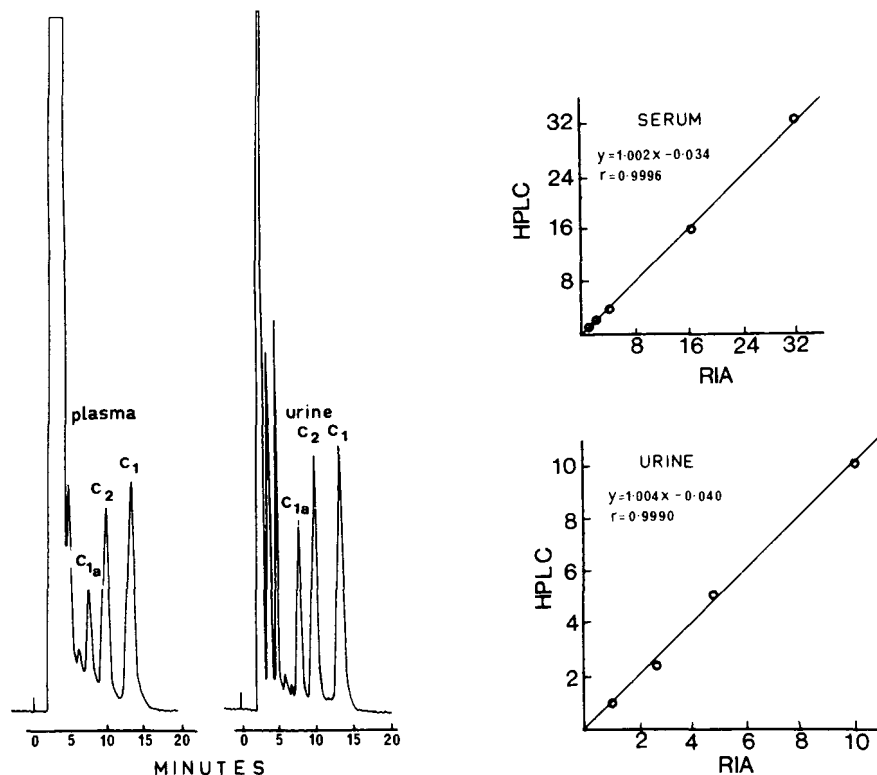 plasma
C1a
C2
C1
0 5 10 15 20
urine
C1a
C2
C1
0 5 10 15 20
MINUTES
SERUM
y=1·002x-0·034
r=0·9996
HPLC
32
24
16
8
8 16 24 32
RIA
URINE
y=1·004x-0·040
r=0·9990
HPLC
10
8
6
4
2
2 4 6 8 10
RIA